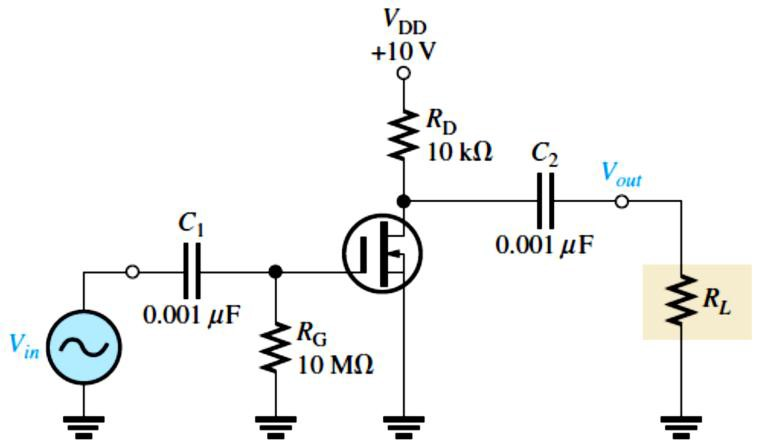 V_DD
+10 V
R_D
10 kΩ
C_2
V_out
0.001 μF
C_1
0.001 μF
R_G
10 MΩ
V_in
R_L